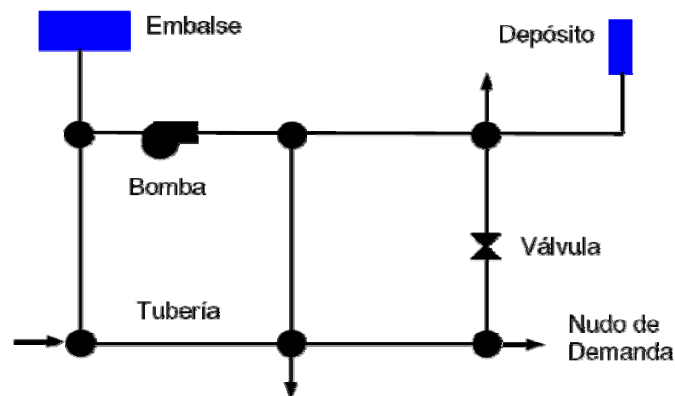 Embalse
Depósito
Bomba
Válvula
Tubería
Nudo de
Demanda